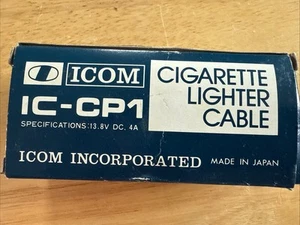 ICOM
IC-CP1
SPECIFICATIONS:13.8V DC. 4A
CIGARETTE
LIGHTER
CABLE
ICOM INCORPORATED MADE IN JAPAN